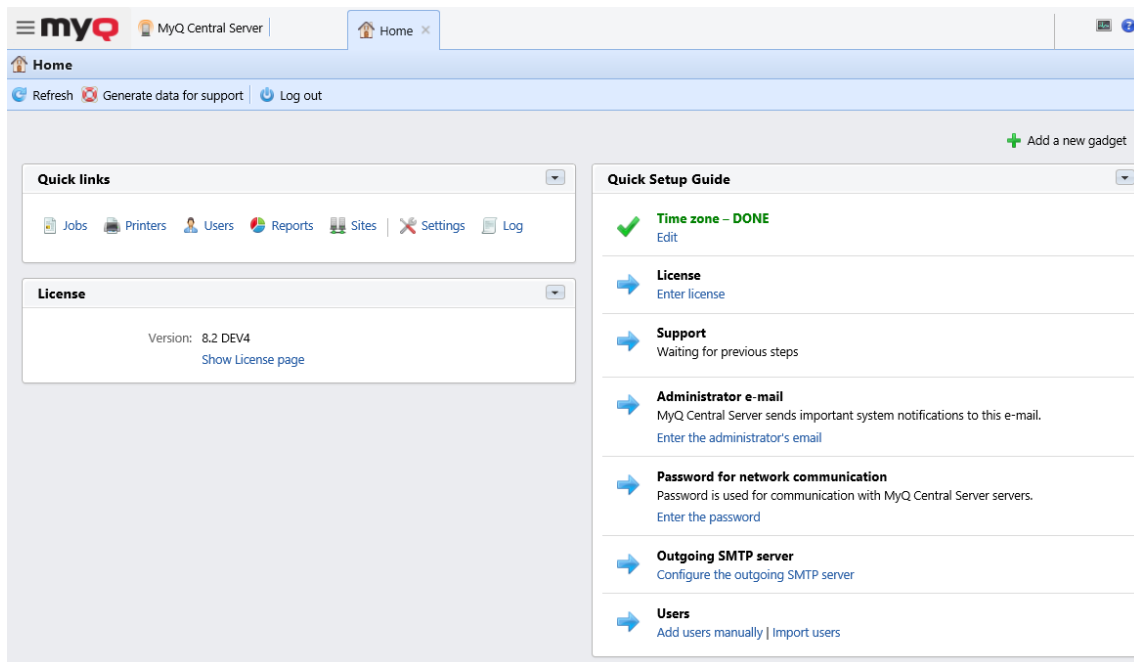 myQ MyQ Central Server Home
Home
Refresh Generate data for support Log out
Add a new gadget
Quick links
Jobs Printers Users Reports Sites Settings Log
License
Version: 8.2 DEV4
Show License page
Quick Setup Guide
Time zone – DONE
Edit
License
Enter license
Support
Waiting for previous steps
Administrator e-mail
MyQ Central Server sends important system notifications to this e-mail.
Enter the administrator's email
Password for network communication
Password is used for communication with MyQ Central Server servers.
Enter the password
Outgoing SMTP server
Configure the outgoing SMTP server
Users
Add users manually | Import users